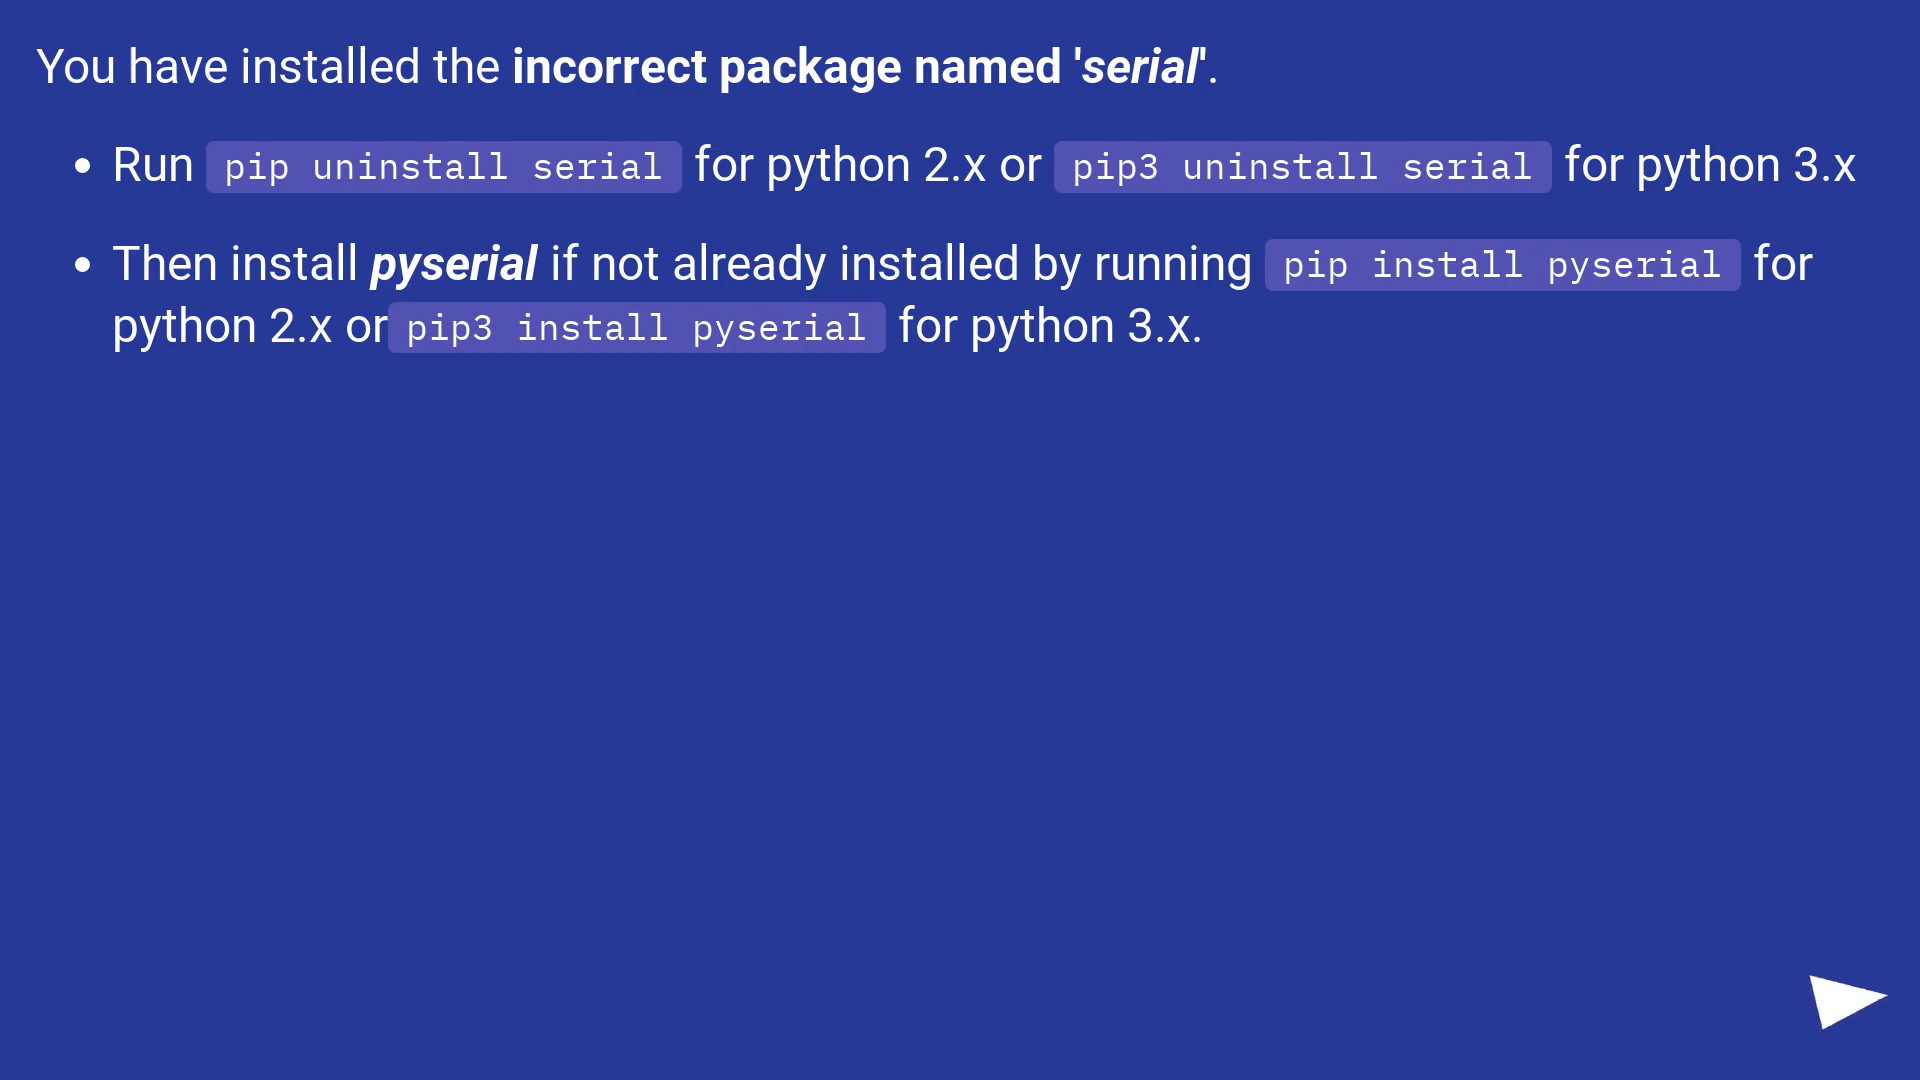 You have installed the incorrect package named 'serial'.
• Run pip uninstall serial for python 2.x or pip3 uninstall serial for python 3.x
• Then install pyserial if not already installed by running pip install pyserial for
python 2.x or pip3 install pyserial for python 3.x.